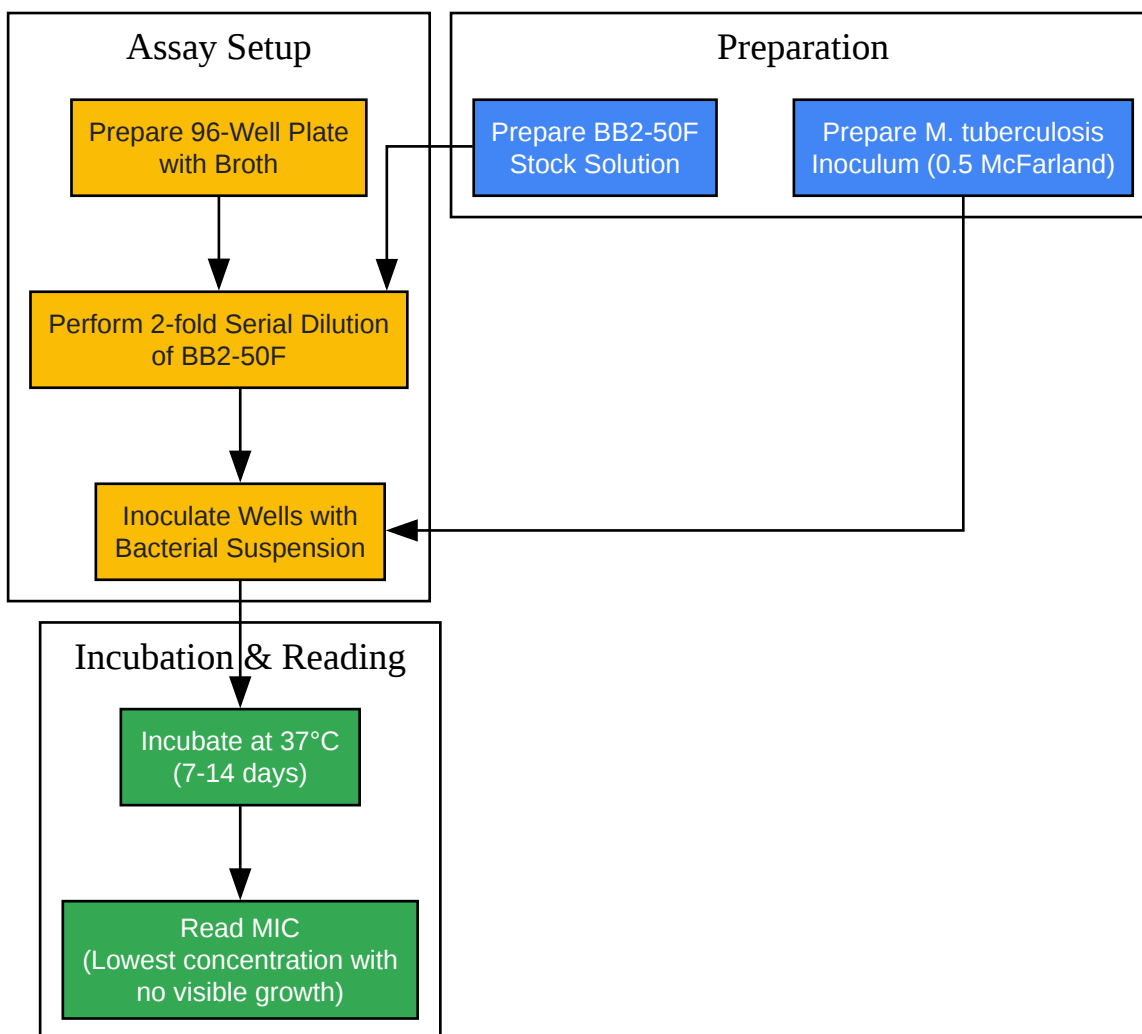 Assay Setup
Prepare 96-Well Plate
with Broth
Perform 2-fold Serial Dilution
of BB2-50F
Inoculate Wells with
Bacterial Suspension
Preparation
Prepare BB2-50F
Stock Solution
Prepare M. tuberculosis
Inoculum (0.5 McFarland)
Incubation & Reading
Incubate at 37°C
(7-14 days)
Read MIC
(Lowest concentration with
no visible growth)